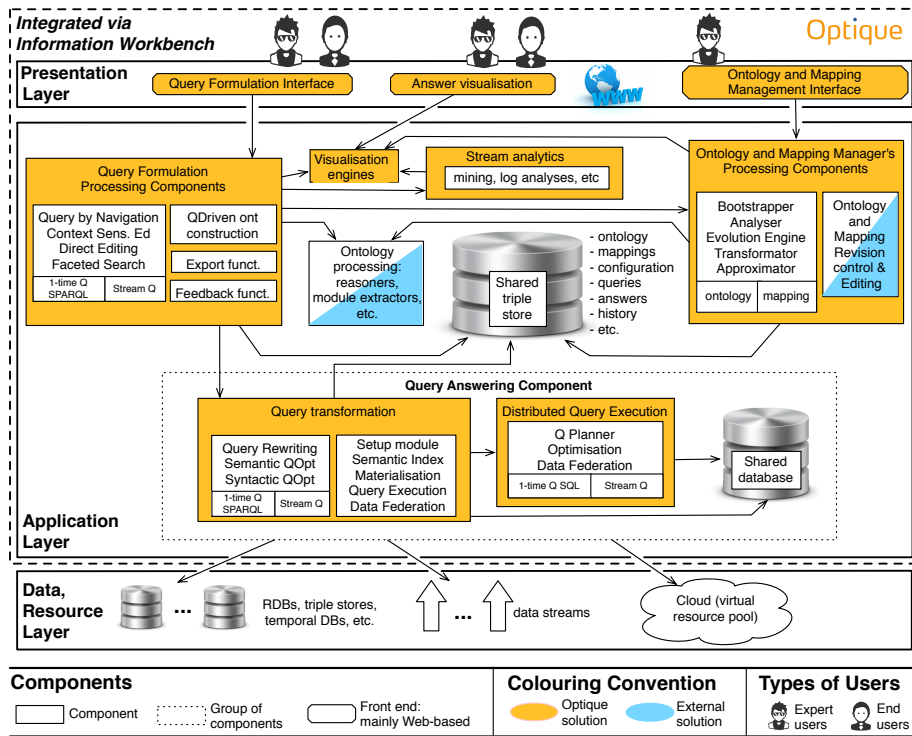 Integrated via
Information Workbench
Optique
Presentation
Layer
Query Formulation Interface
Answer visualisation
WWW
Ontology and Mapping
Management Interface
Query Formulation
Processing Components
Query by Navigation
Context Sens. Ed
Direct Editing
Faceted Search
1-time Q
SPARQL
Stream Q
QDriven ont
construction
Export funct.
Feedback funct.
Visualisation
engines
Stream analytics
mining, log analyses, etc
Ontology
processing:
reasoners,
module extractors,
etc.
Shared
triple
store
- ontology
- mappings
- configuration
- queries
- answers
- history
- etc.
Ontology and Mapping Manager's
Processing Components
Bootstrapper
Analyser
Evolution Engine
Transformator
Approximator
ontology
mapping
Ontology
and
Mapping
Revision
control &
Editing
Query Answering Component
Query transformation
Query Rewriting
Semantic QOpt
Syntactic QOpt
1-time Q
SPARQL
Stream Q
Setup module
Semantic Index
Materialisation
Query Execution
Data Federation
Distributed Query Execution
Q Planner
Optimisation
Data Federation
1-time Q SQL
Stream Q
Shared
database
Application
Layer
Data,
Resource
Layer
...
RDBs, triple stores,
temporal DBs, etc.
...
data streams
Cloud (virtual
resource pool)
Components
Component
Group of
components
Front end:
mainly Web-based
Colouring Convention
Optique
solution
External
solution
Types of Users
Expert
users
End
users